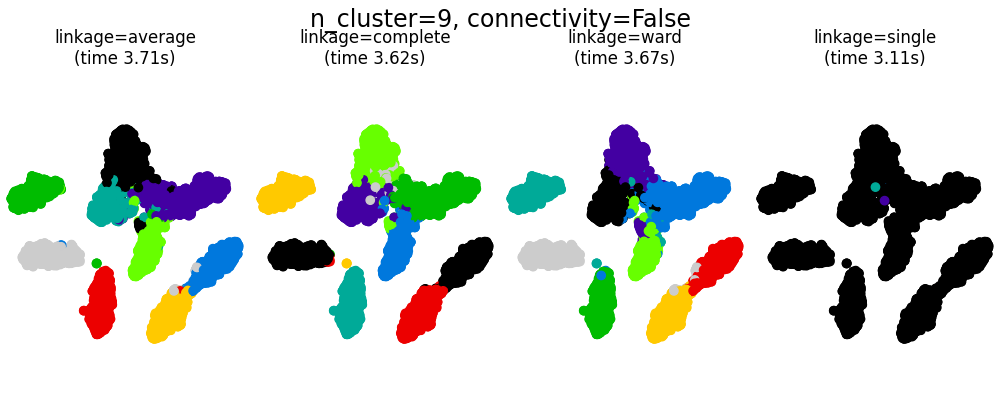 n_cluster=9, connectivity=False
linkage=average
(time 3.71s)
linkage=complete
(time 3.62s)
linkage=ward
(time 3.67s)
linkage=single
(time 3.11s)